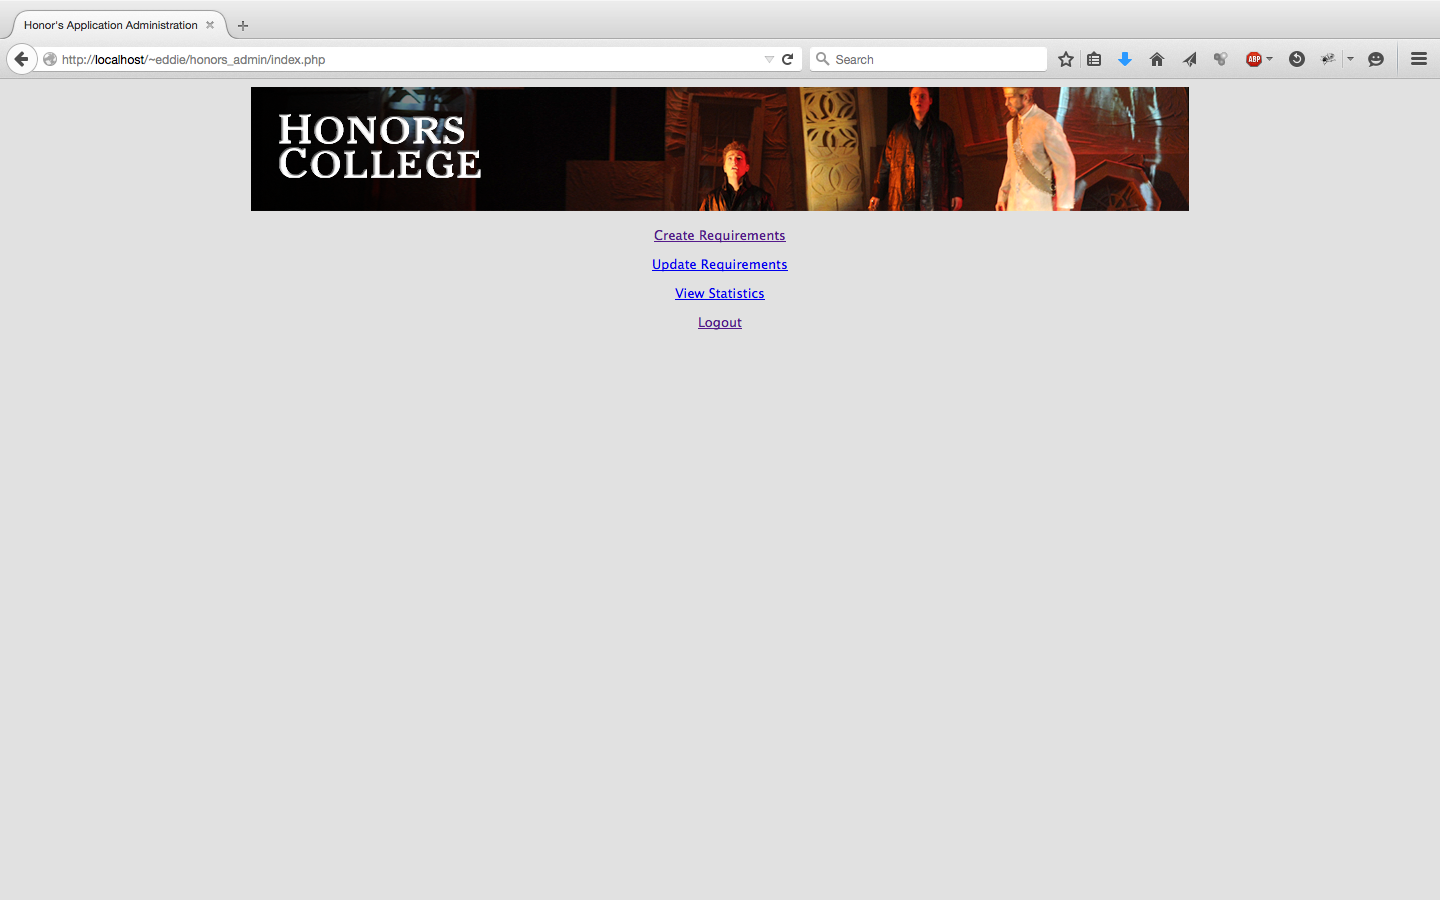 Honor's Application Administration
http://localhost/~eddie/honors_admin/index.php
Search
ABP
HONORS
COLLEGE
Create Requirements
Update Requirements
View Statistics
Logout